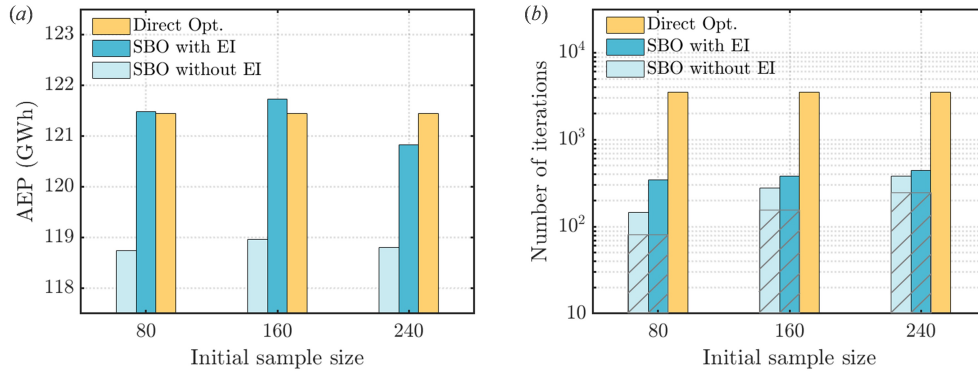 (a)
Direct Opt.
SBO with EI
SBO without EI
123
122
121
120
119
118
AEP (GWh)
80
160
240
Initial sample size
(b)
Direct Opt.
SBO with EI
SBO without EI
10^4
10^3
10^2
10
Number of iterations
80
160
240
Initial sample size